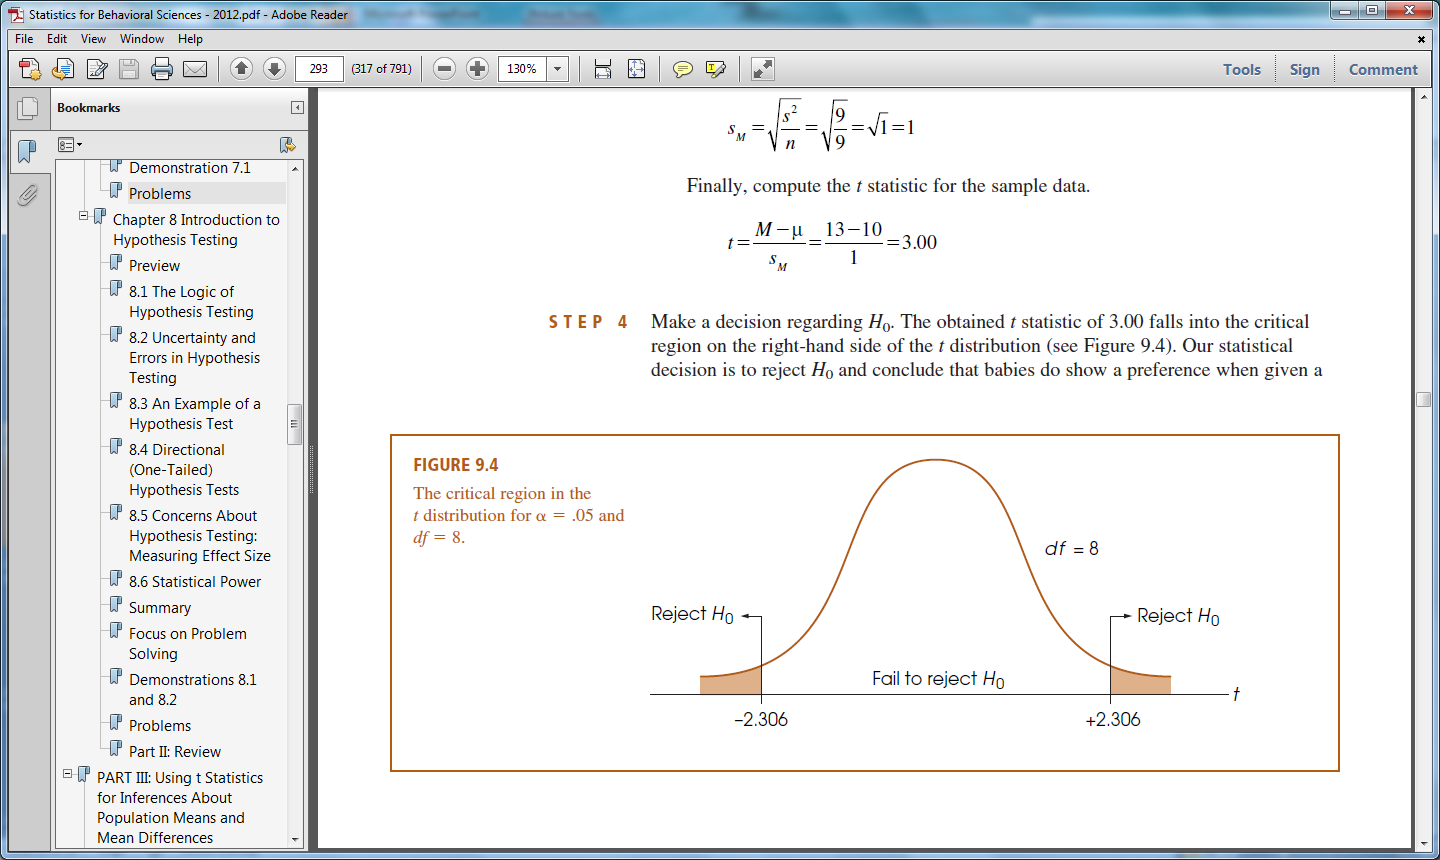 Statistics for Behavioral Sciences - 2012.pdf - Adobe Reader
File Edit View Window Help
293 (317 of 791) 130% Tools Sign Comment
Bookmarks
Demonstration 7.1
Problems
Chapter 8 Introduction to
Hypothesis Testing
Preview
8.1 The Logic of
Hypothesis Testing
8.2 Uncertainty and
Errors in Hypothesis
Testing
8.3 An Example of a
Hypothesis Test
8.4 Directional
(One-Tailed)
Hypothesis Tests
8.5 Concerns About
Hypothesis Testing:
Measuring Effect Size
8.6 Statistical Power
Summary
Focus on Problem
Solving
Demonstrations 8.1
and 8.2
Problems
Part II: Review
PART III: Using t Statistics
for Inferences About
Population Means and
Mean Differences
s_M = √(s²/n) = √(9/9) = √1 = 1
Finally, compute the t statistic for the sample data.
t = (M − μ)/s_M = (13 − 10)/1 = 3.00
STEP 4 Make a decision regarding H₀. The obtained t statistic of 3.00 falls into the critical
region on the right-hand side of the t distribution (see Figure 9.4). Our statistical
decision is to reject H₀ and conclude that babies do show a preference when given a
FIGURE 9.4
The critical region in the
t distribution for α = .05 and
df = 8.
df = 8
Reject H₀ Reject H₀
Fail to reject H₀
t
−2.306 +2.306